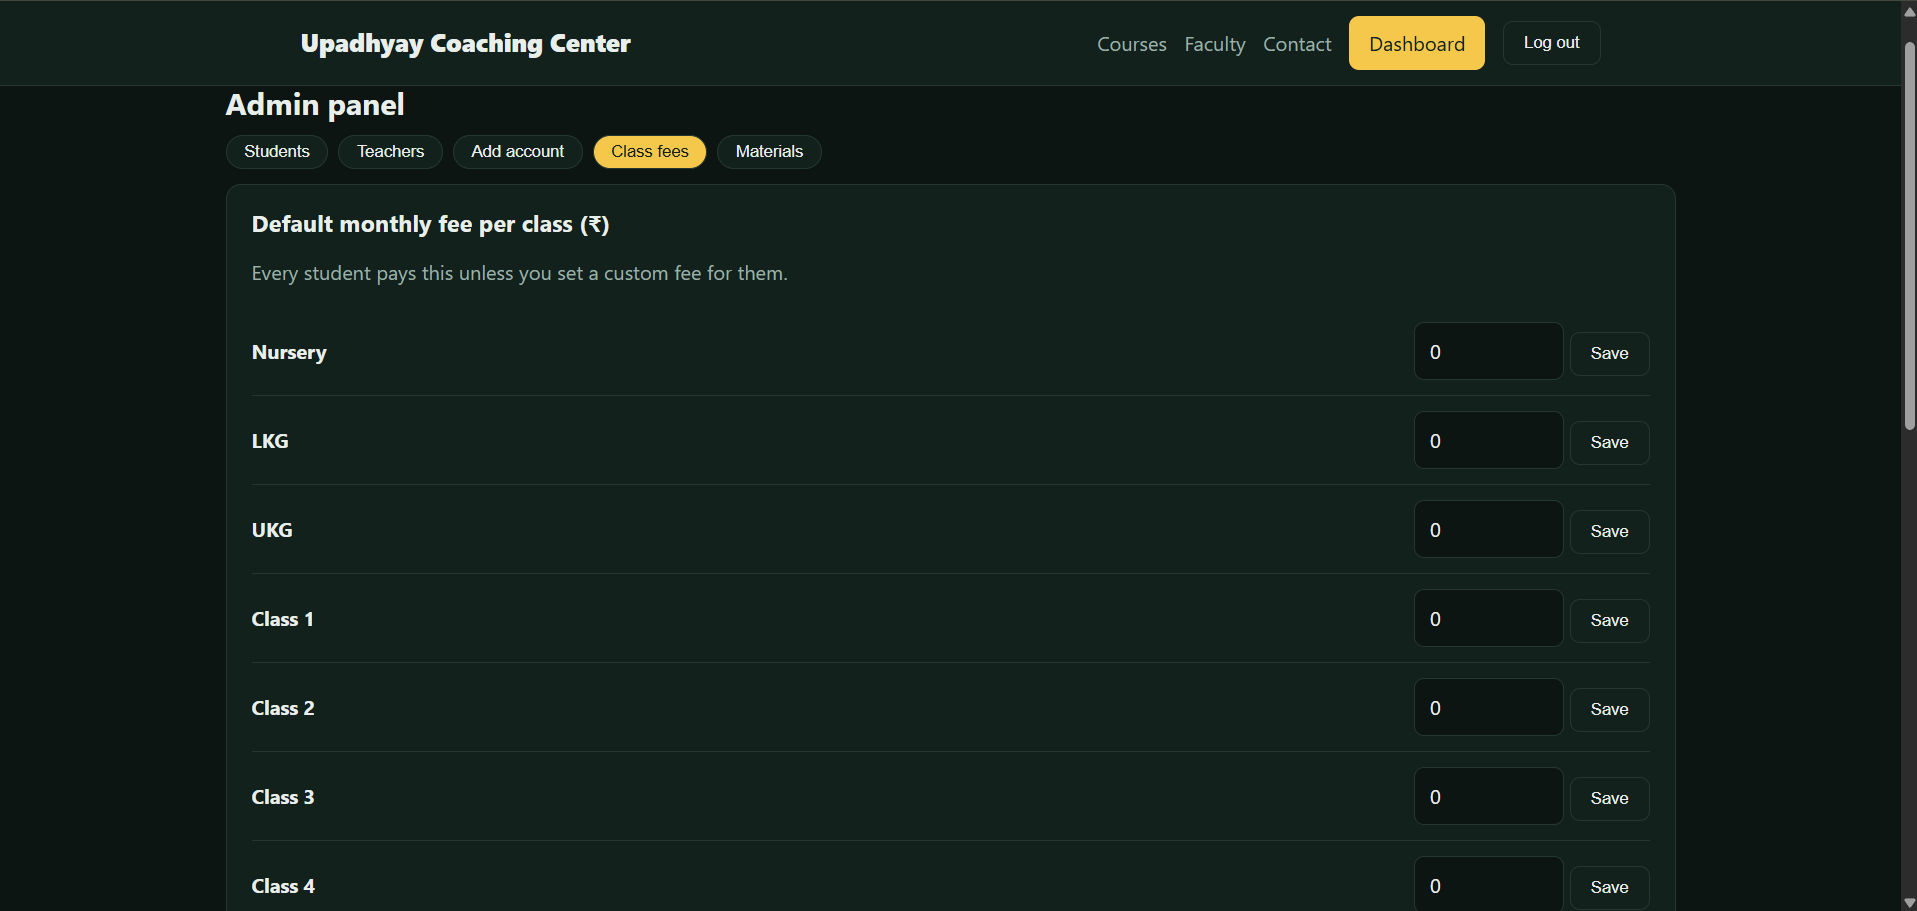 Upadhyay Coaching Center
Courses Faculty Contact Dashboard Log out
Admin panel
Students Teachers Add account Class fees Materials
Default monthly fee per class (₹)
Every student pays this unless you set a custom fee for them.
Nursery 0 Save
LKG 0 Save
UKG 0 Save
Class 1 0 Save
Class 2 0 Save
Class 3 0 Save
Class 4 0 Save